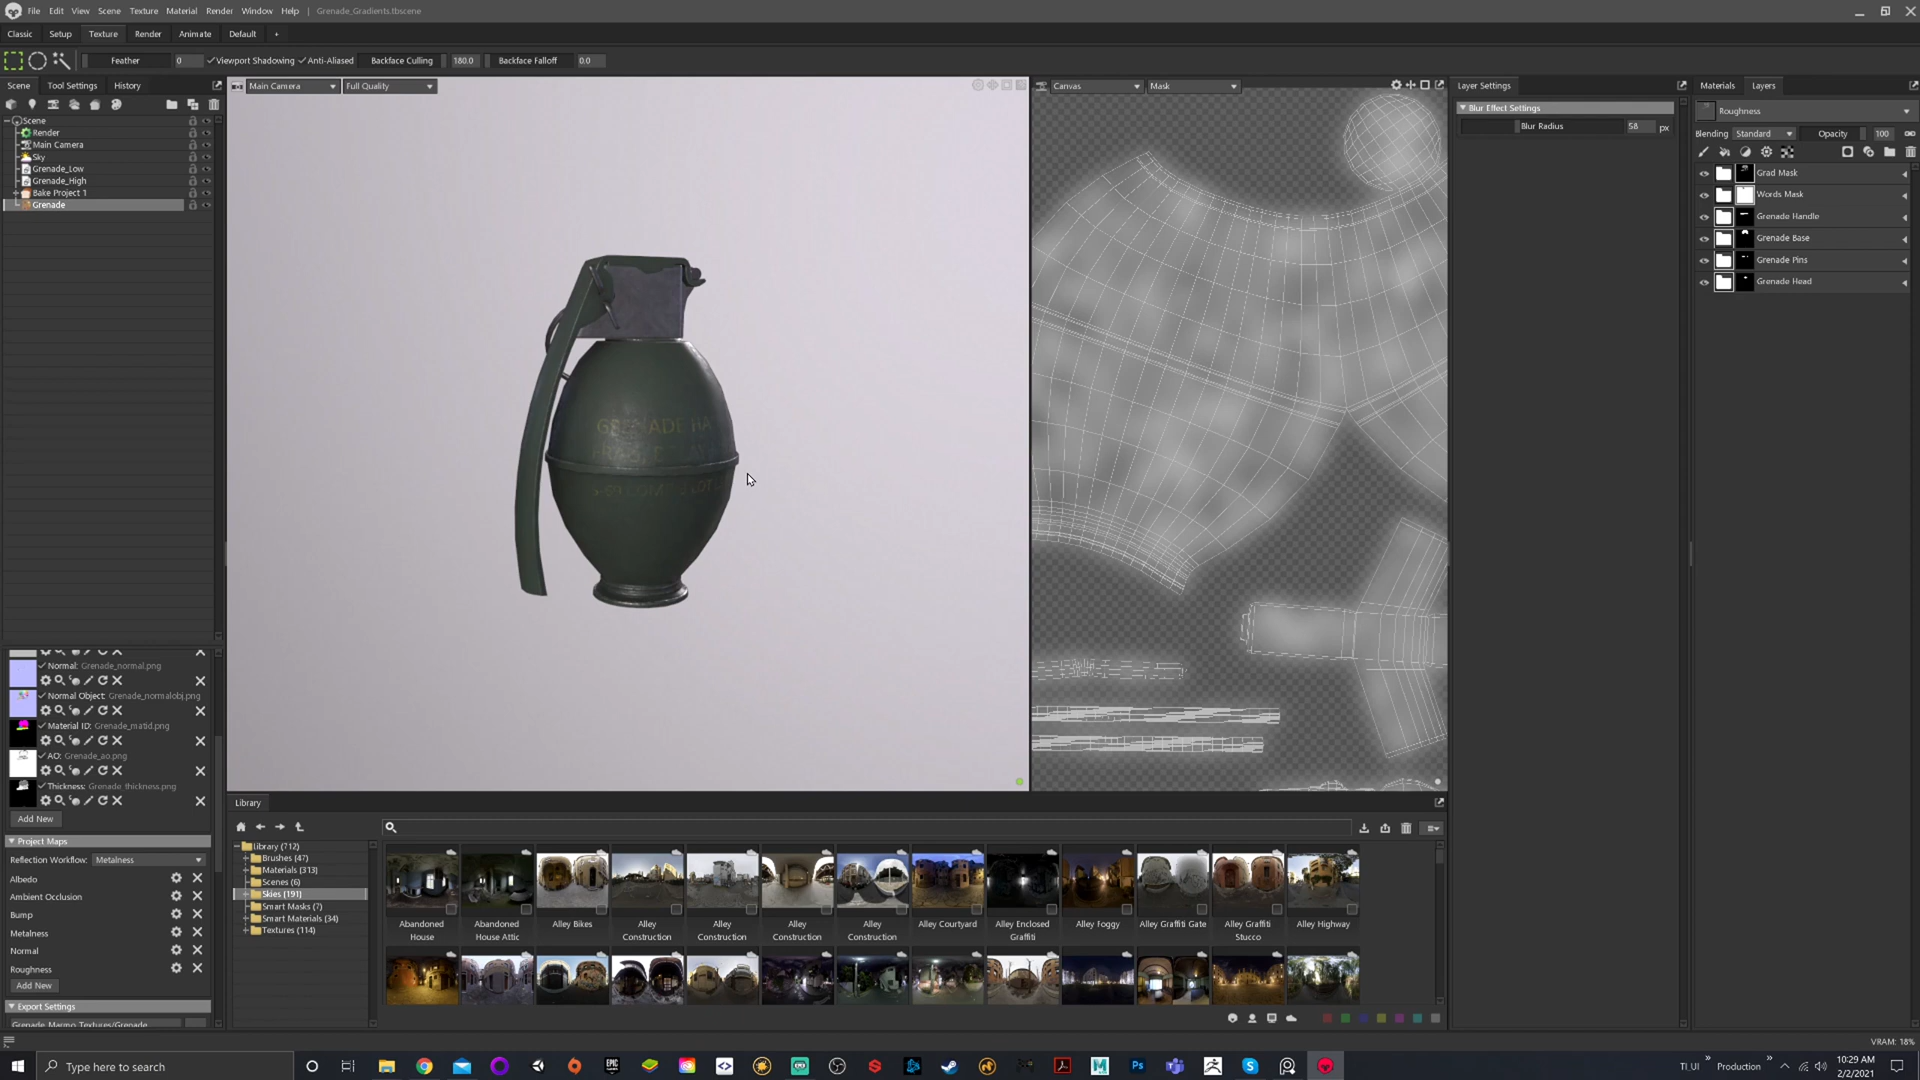 File Edit View Scene Texture Material Render Window Help Grenade_Gradients.tbscene
Classic Setup Texture Render Animate Default +
Feather 0 Viewport Shadowing Anti-Aliased Backface Culling 180.0 Backface Falloff 0.0
Scene Tool Settings History
Main Camera Full Quality
Canvas Mask
Layer Settings
Materials Layers
Scene
Render
Main Camera
Sky
Grenade_Low
Grenade_High
Bake Project 1
Grenade
Blur Effect Settings
Blur Radius 58 px
Roughness
Blending Standard Opacity 100
Grad Mask
Words Mask
Grenade Handle
Grenade Base
Grenade Pins
Grenade Head
GRENADE HA
Normal: Grenade_normal.png
Normal Object: Grenade_normalobj.png
Material ID: Grenade_matid.png
AO: Grenade_ao.png
Thickness: Grenade_thickness.png
Add New
Project Maps
Reflection Workflow: Metalness
Albedo
Ambient Occlusion
Bump
Metalness
Normal
Roughness
Add New
Export Settings
Grenade_Marmo_Textures/Grenade
Library
Library (712)
Brushes (47)
Materials (313)
Scenes (6)
Skies (191)
Smart Masks (7)
Smart Materials (34)
Textures (114)
Abandoned House
Abandoned House Attic
Alley Bikes
Alley Construction
Alley Construction
Alley Construction
Alley Construction
Alley Courtyard
Alley Enclosed Graffiti
Alley Foggy
Alley Graffiti Gate
Alley Graffiti Stucco
Alley Highway
VRAM: 18%
Type here to search
TI_UI
Production
10:29 AM
2/2/2021